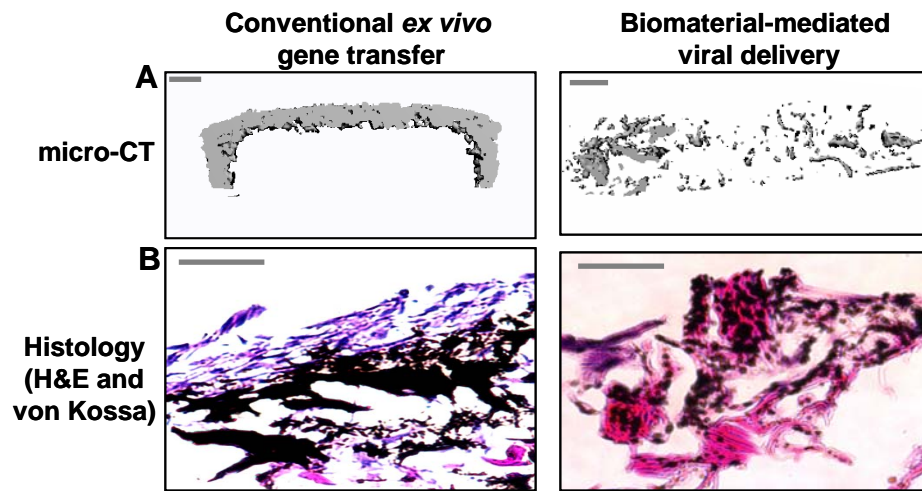 Conventional ex vivo
gene transfer
Biomaterial-mediated
viral delivery
A
micro-CT
B
Histology
(H&E and
von Kossa)